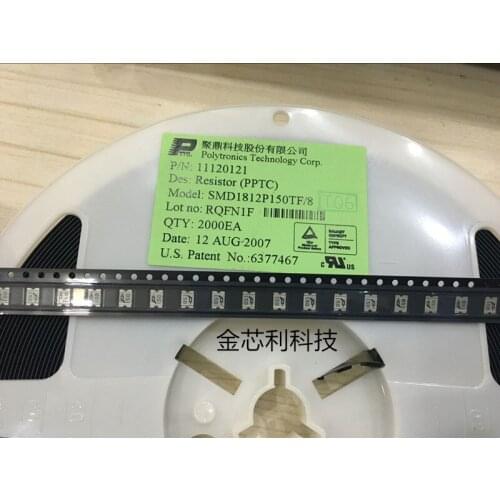 聚鼎科技股份有限公司
Polytronics Technology Corp.
P/N: 11120121
Des: Resistor (PPTC)
Model: SMD1812P150TF/8
Lot no: RQFN1F
QTY: 2000EA
Date: 12 AUG-2007
U.S. Patent No.:6377467
金芯利科技